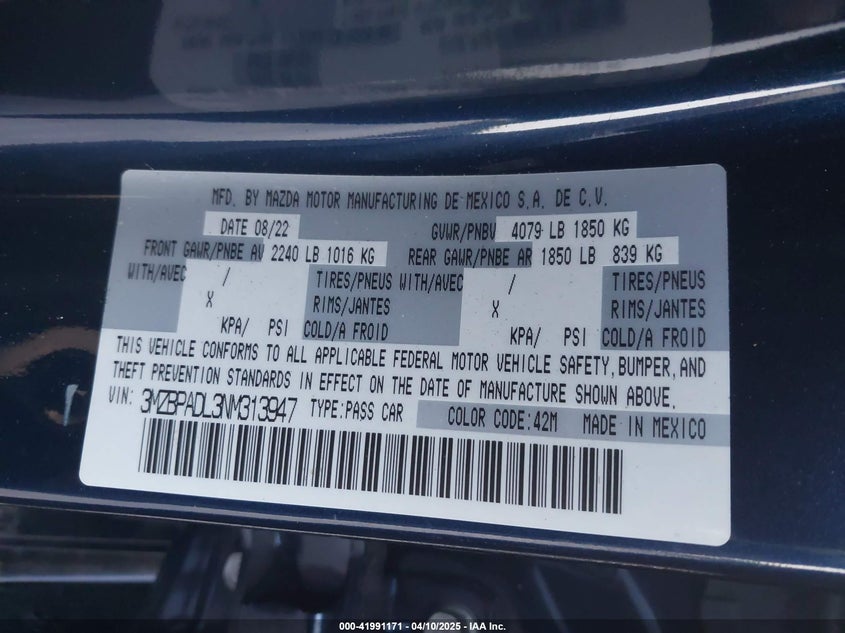 MFD. BY MAZDA MOTOR MANUFACTURING DE MEXICO S.A. DE C.V.
DATE 08/22 GVWR/PNBV 4079 LB 1850 KG
FRONT GAWR/PNBE AV 2240 LB 1016 KG REAR GAWR/PNBE AR 1850 LB 839 KG
WITH/AVEC / TIRES/PNEUS WITH/AVEC / TIRES/PNEUS
X RIMS/JANTES X RIMS/JANTES
KPA/ PSI COLD/A FROID KPA/ PSI COLD/A FROID
THIS VEHICLE CONFORMS TO ALL APPLICABLE FEDERAL MOTOR VEHICLE SAFETY, BUMPER, AND
THEFT PREVENTION STANDARDS IN EFFECT ON THE DATE OF MANUFACTURE SHOWN ABOVE.
VIN: 3MZBPADL3NM313947 TYPE:PASS CAR COLOR CODE:42M MADE IN MEXICO
000-41991171 - 04/10/2025 - IAA Inc.